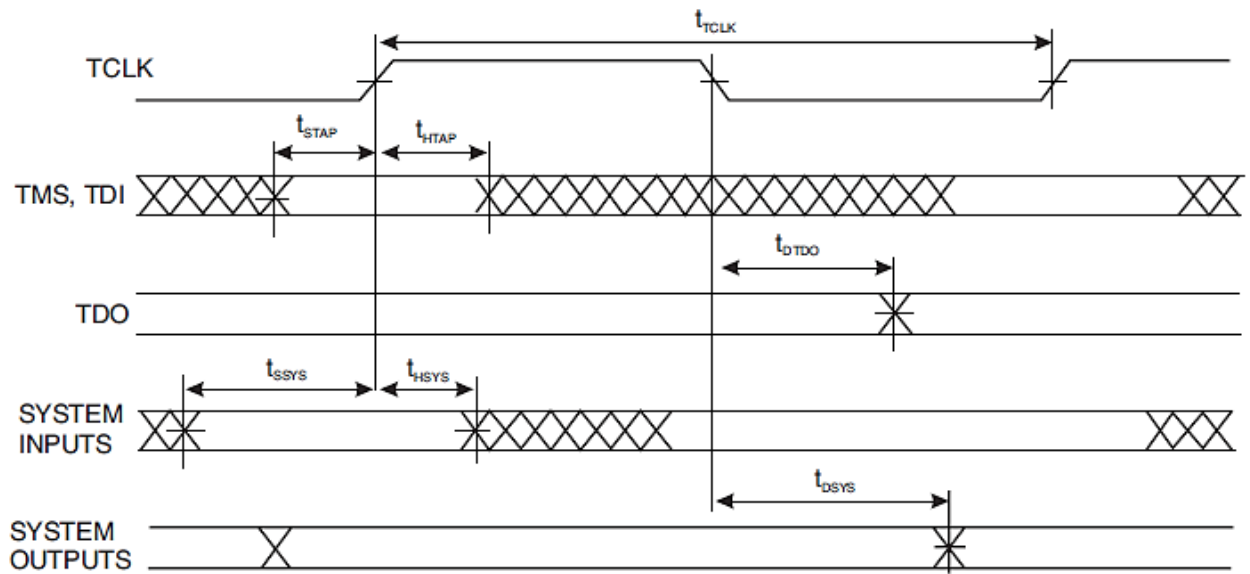 tTCLK
TCLK
tSTAP
tHTAP
TMS, TDI
tDTDO
TDO
tSSYS
tHSYS
SYSTEM
INPUTS
tDSYS
SYSTEM
OUTPUTS